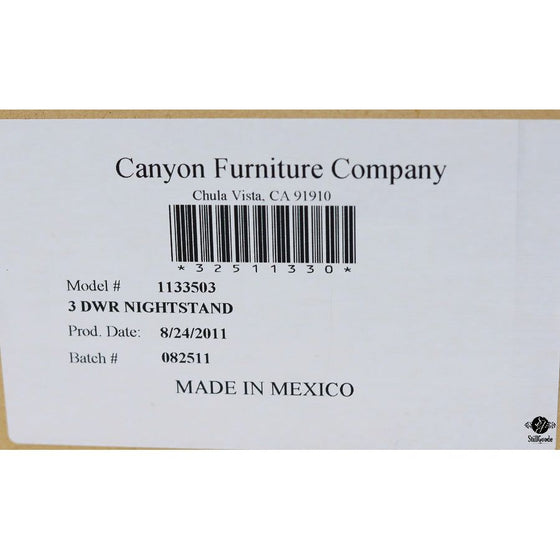 Canyon Furniture Company
Chula Vista, CA 91910
*32511330*
Model # 1133503
3 DWR NIGHTSTAND
Prod. Date: 8/24/2011
Batch # 082511
MADE IN MEXICO
StillGoode